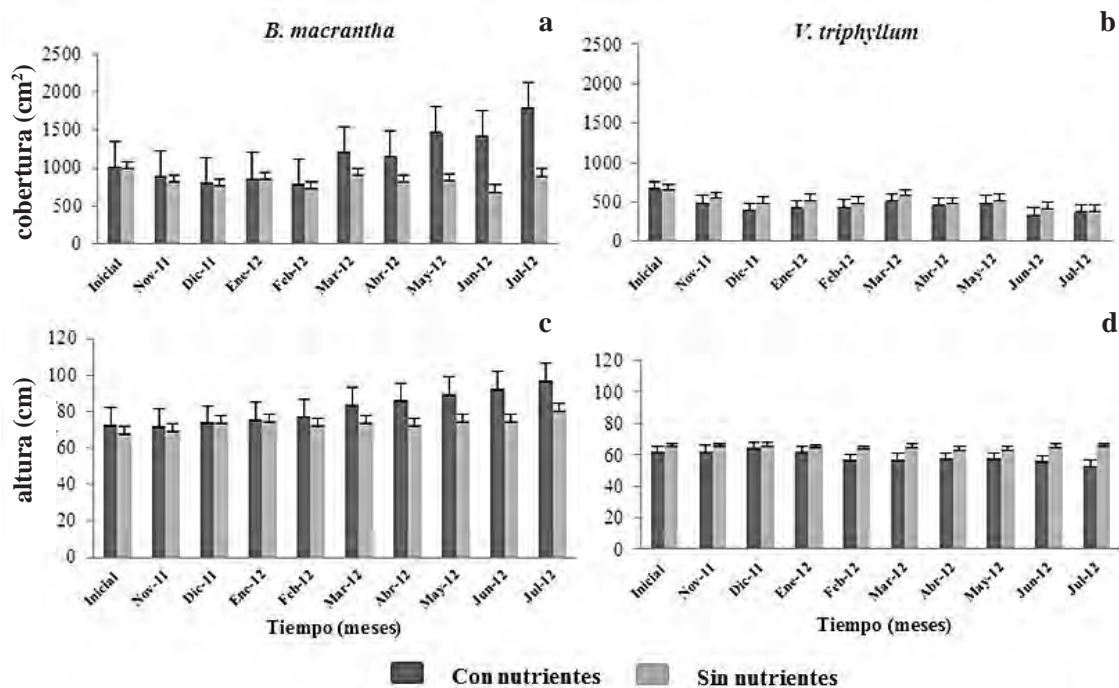 B. macrantha
a
cobertura (cm²)
2500
2000
1500
1000
500
0
Inicial
Nov-11
Dic-11
Ene-12
Feb-12
Mar-12
Abr-12
May-12
Jun-12
Jul-12
V. triphyllum
b
2500
2000
1500
1000
500
0
Inicial
Nov-11
Dic-11
Ene-12
Feb-12
Mar-12
Abr-12
May-12
Jun-12
Jul-12
c
altura (cm)
120
100
80
60
40
20
0
Inicial
Nov-11
Dic-11
Ene-12
Feb-12
Mar-12
Abr-12
May-12
Jun-12
Jul-12
Tiempo (meses)
d
120
100
80
60
40
20
0
Inicial
Nov-11
Dic-11
Ene-12
Feb-12
Mar-12
Abr-12
May-12
Jun-12
Jul-12
Tiempo (meses)
Con nutrientes
Sin nutrientes